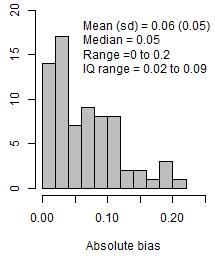 Mean (sd) = 0.06 (0.05)
Median = 0.05
Range =0 to 0.2
IQ range = 0.02 to 0.09
20
15
10
5
0
0.00 0.10 0.20
Absolute bias